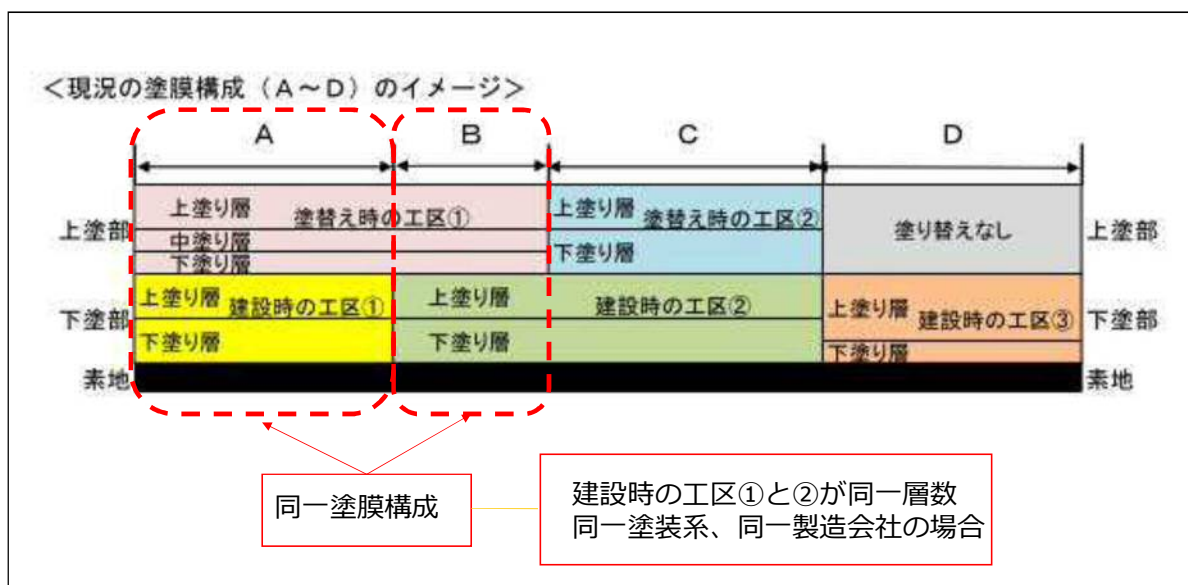 ＜現況の塗膜構成（A～D）のイメージ＞
A B C D
上塗部
上塗り層 塗替え時の工区①
中塗り層
下塗り層
上塗り層 塗替え時の工区②
下塗り層
塗り替えなし
上塗部
下塗部
上塗り層 建設時の工区①
下塗り層
上塗り層 建設時の工区②
下塗り層
上塗り層 建設時の工区③
下塗り層
下塗部
素地
素地
同一塗膜構成
建設時の工区①と②が同一層数
同一塗装系、同一製造会社の場合